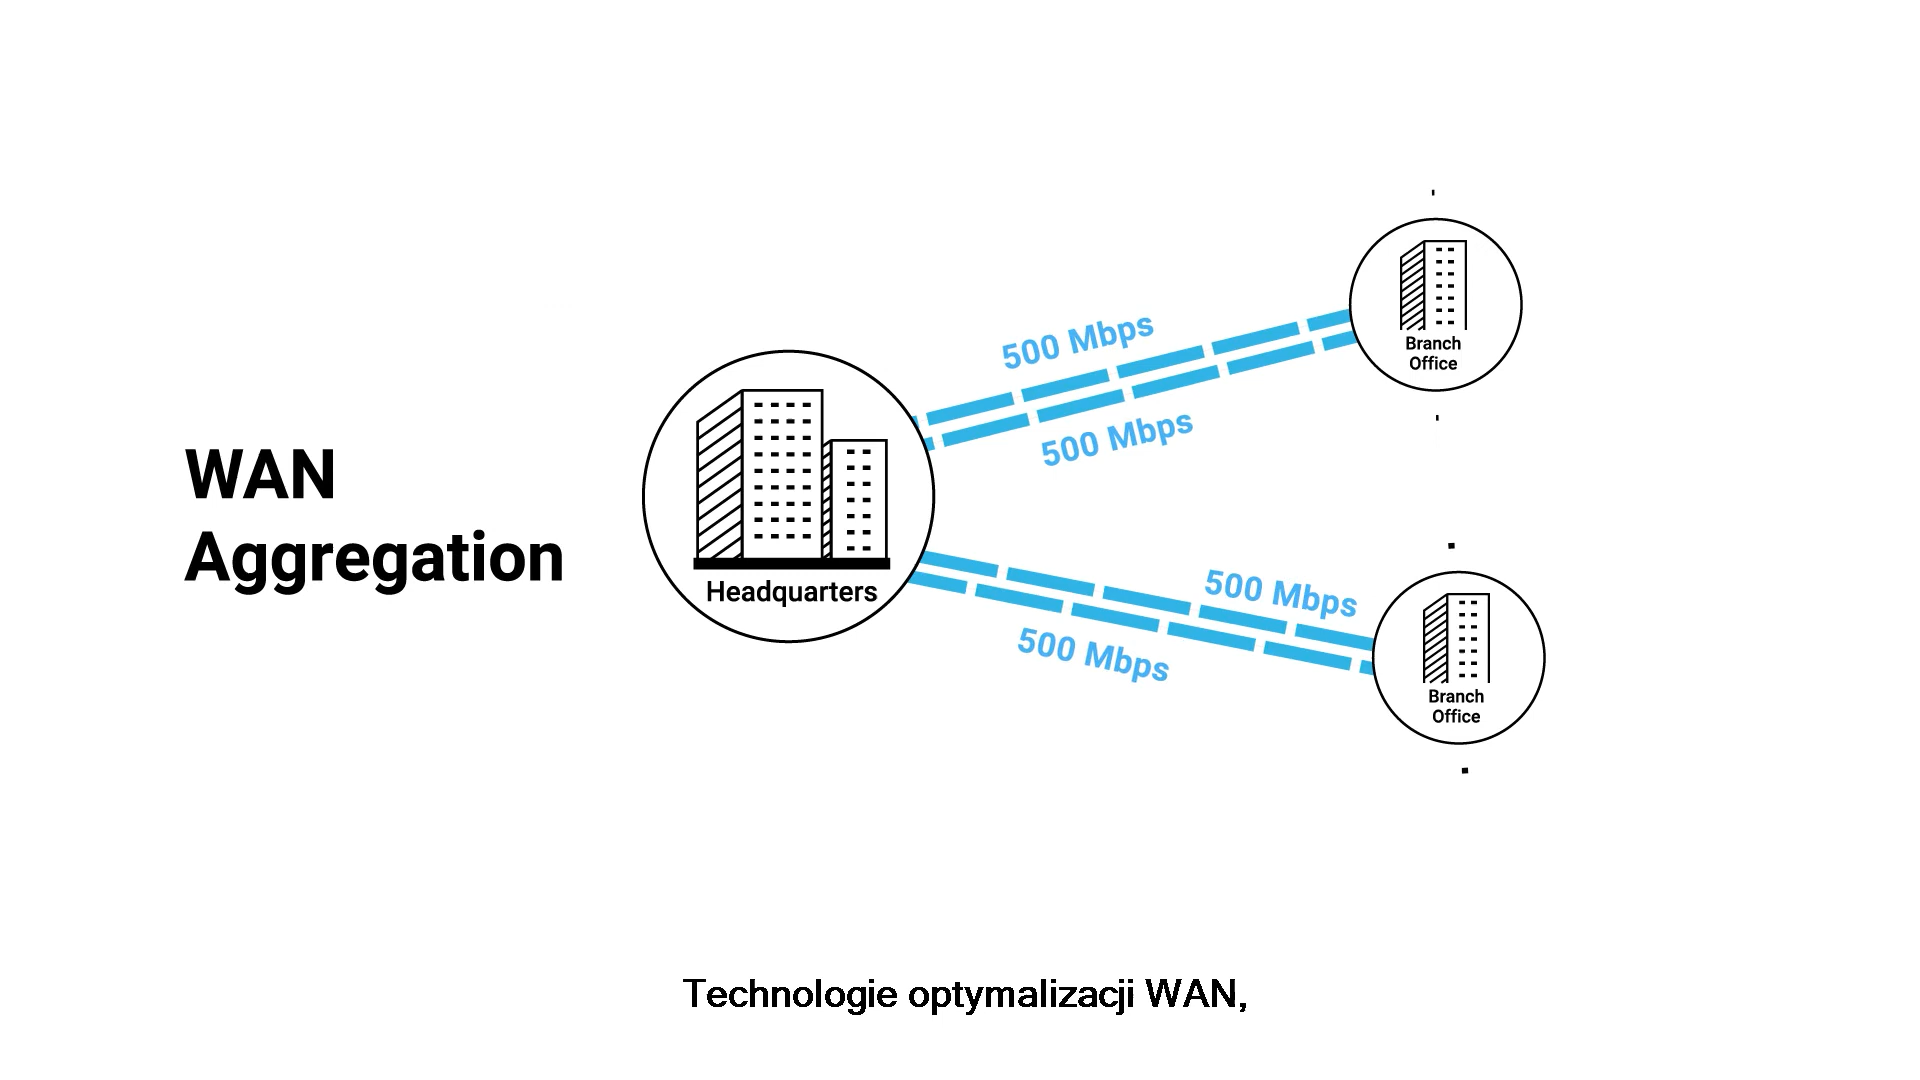 WAN
Aggregation
Headquarters
500 Mbps
500 Mbps
Branch
Office
500 Mbps
500 Mbps
Branch
Office
Technologie optymalizacji WAN,